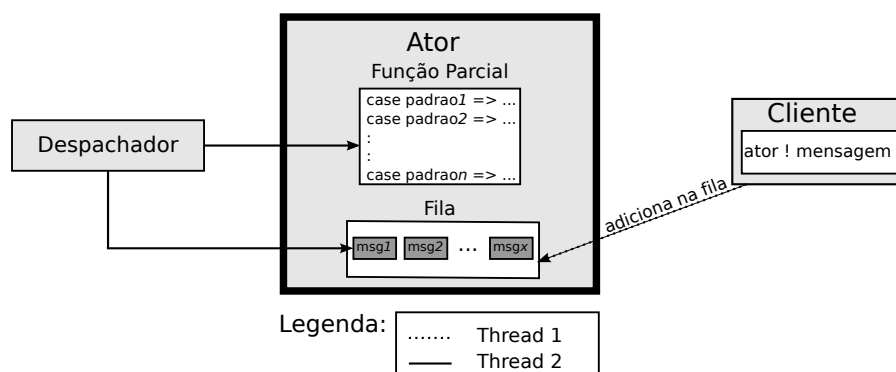 Ator
Função Parcial
case padrao1 => ...
case padrao2 => ...
:
:
case padraon => ...
Despachador
Cliente
ator ! mensagem
adiciona na fila
Fila
msg1 msg2 ... msgx
Legenda:
Thread 1
Thread 2